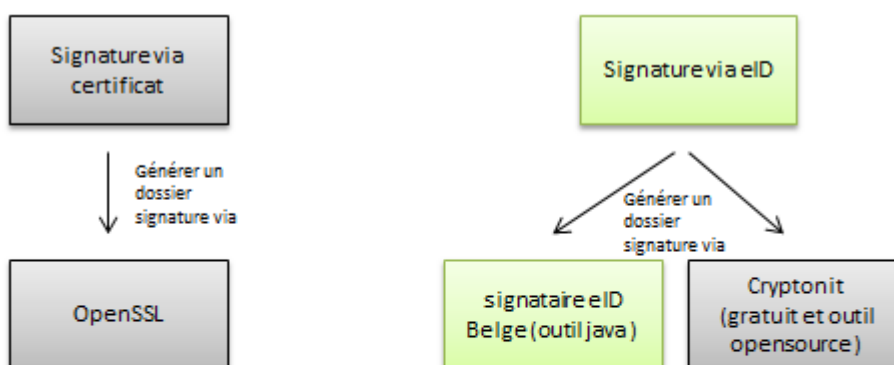 Signature via
certificat
Signature via eID
Générer un
dossier
signature via
Générer un
dossier
signature via
OpenSSL
signataire eID
Belge (outil java)
Cryptonit
(gratuit et outil
opensource)